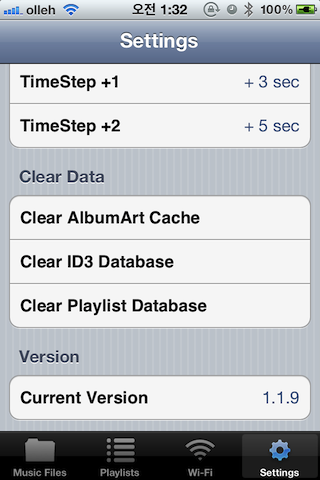 olleh 오전 1:32 100%
Settings
TimeStep +1 + 3 sec
TimeStep +2 + 5 sec
Clear Data
Clear AlbumArt Cache
Clear ID3 Database
Clear Playlist Database
Version
Current Version 1.1.9
Music Files Playlists Wi-Fi Settings